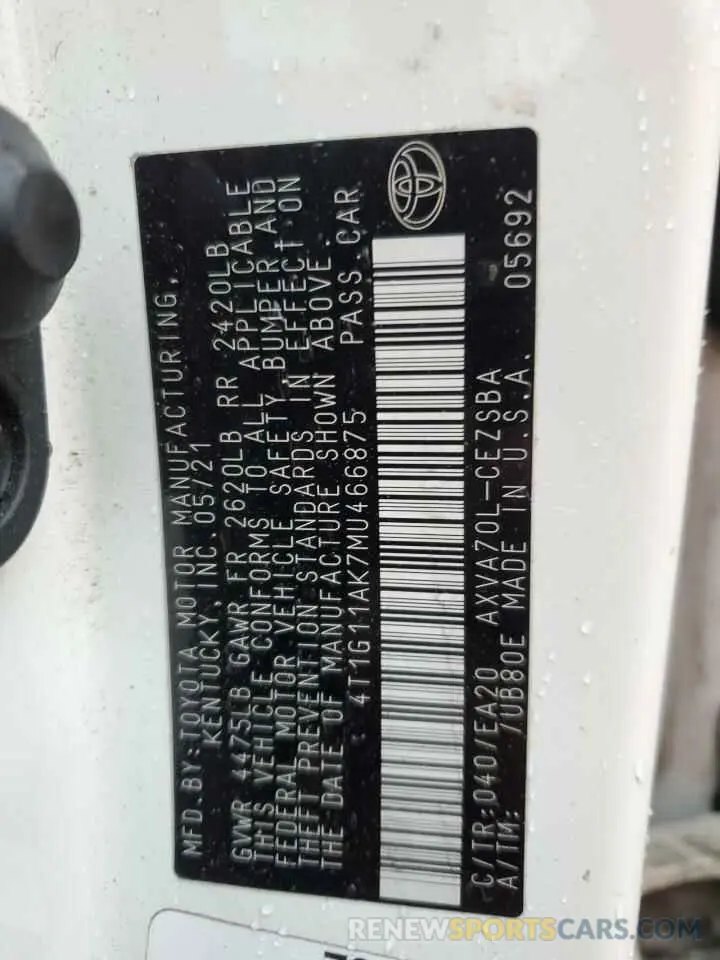 MFD.BY:TOYOTA MOTOR MANUFACTURING,
KENTUCKY,INC.05/21
GVWR 4475LB GAWR FR 2620LB RR 2420LB
THIS VEHICLE CONFORMS TO ALL APPLICABLE
FEDERAL MOTOR VEHICLE SAFETY,BUMPER AND
THEFT PREVENTION STANDARDS IN EFFECT ON
THE DATE OF MANUFACTURE SHOWN ABOVE.
4T1G11AK7MU466875 PASS.CAR
C/TR:040/EA20 AXVA70L-CEZSBA
A/TM: /UB80E MADE IN U.S.A. 05692
RENEWSPORTSCARS.COM